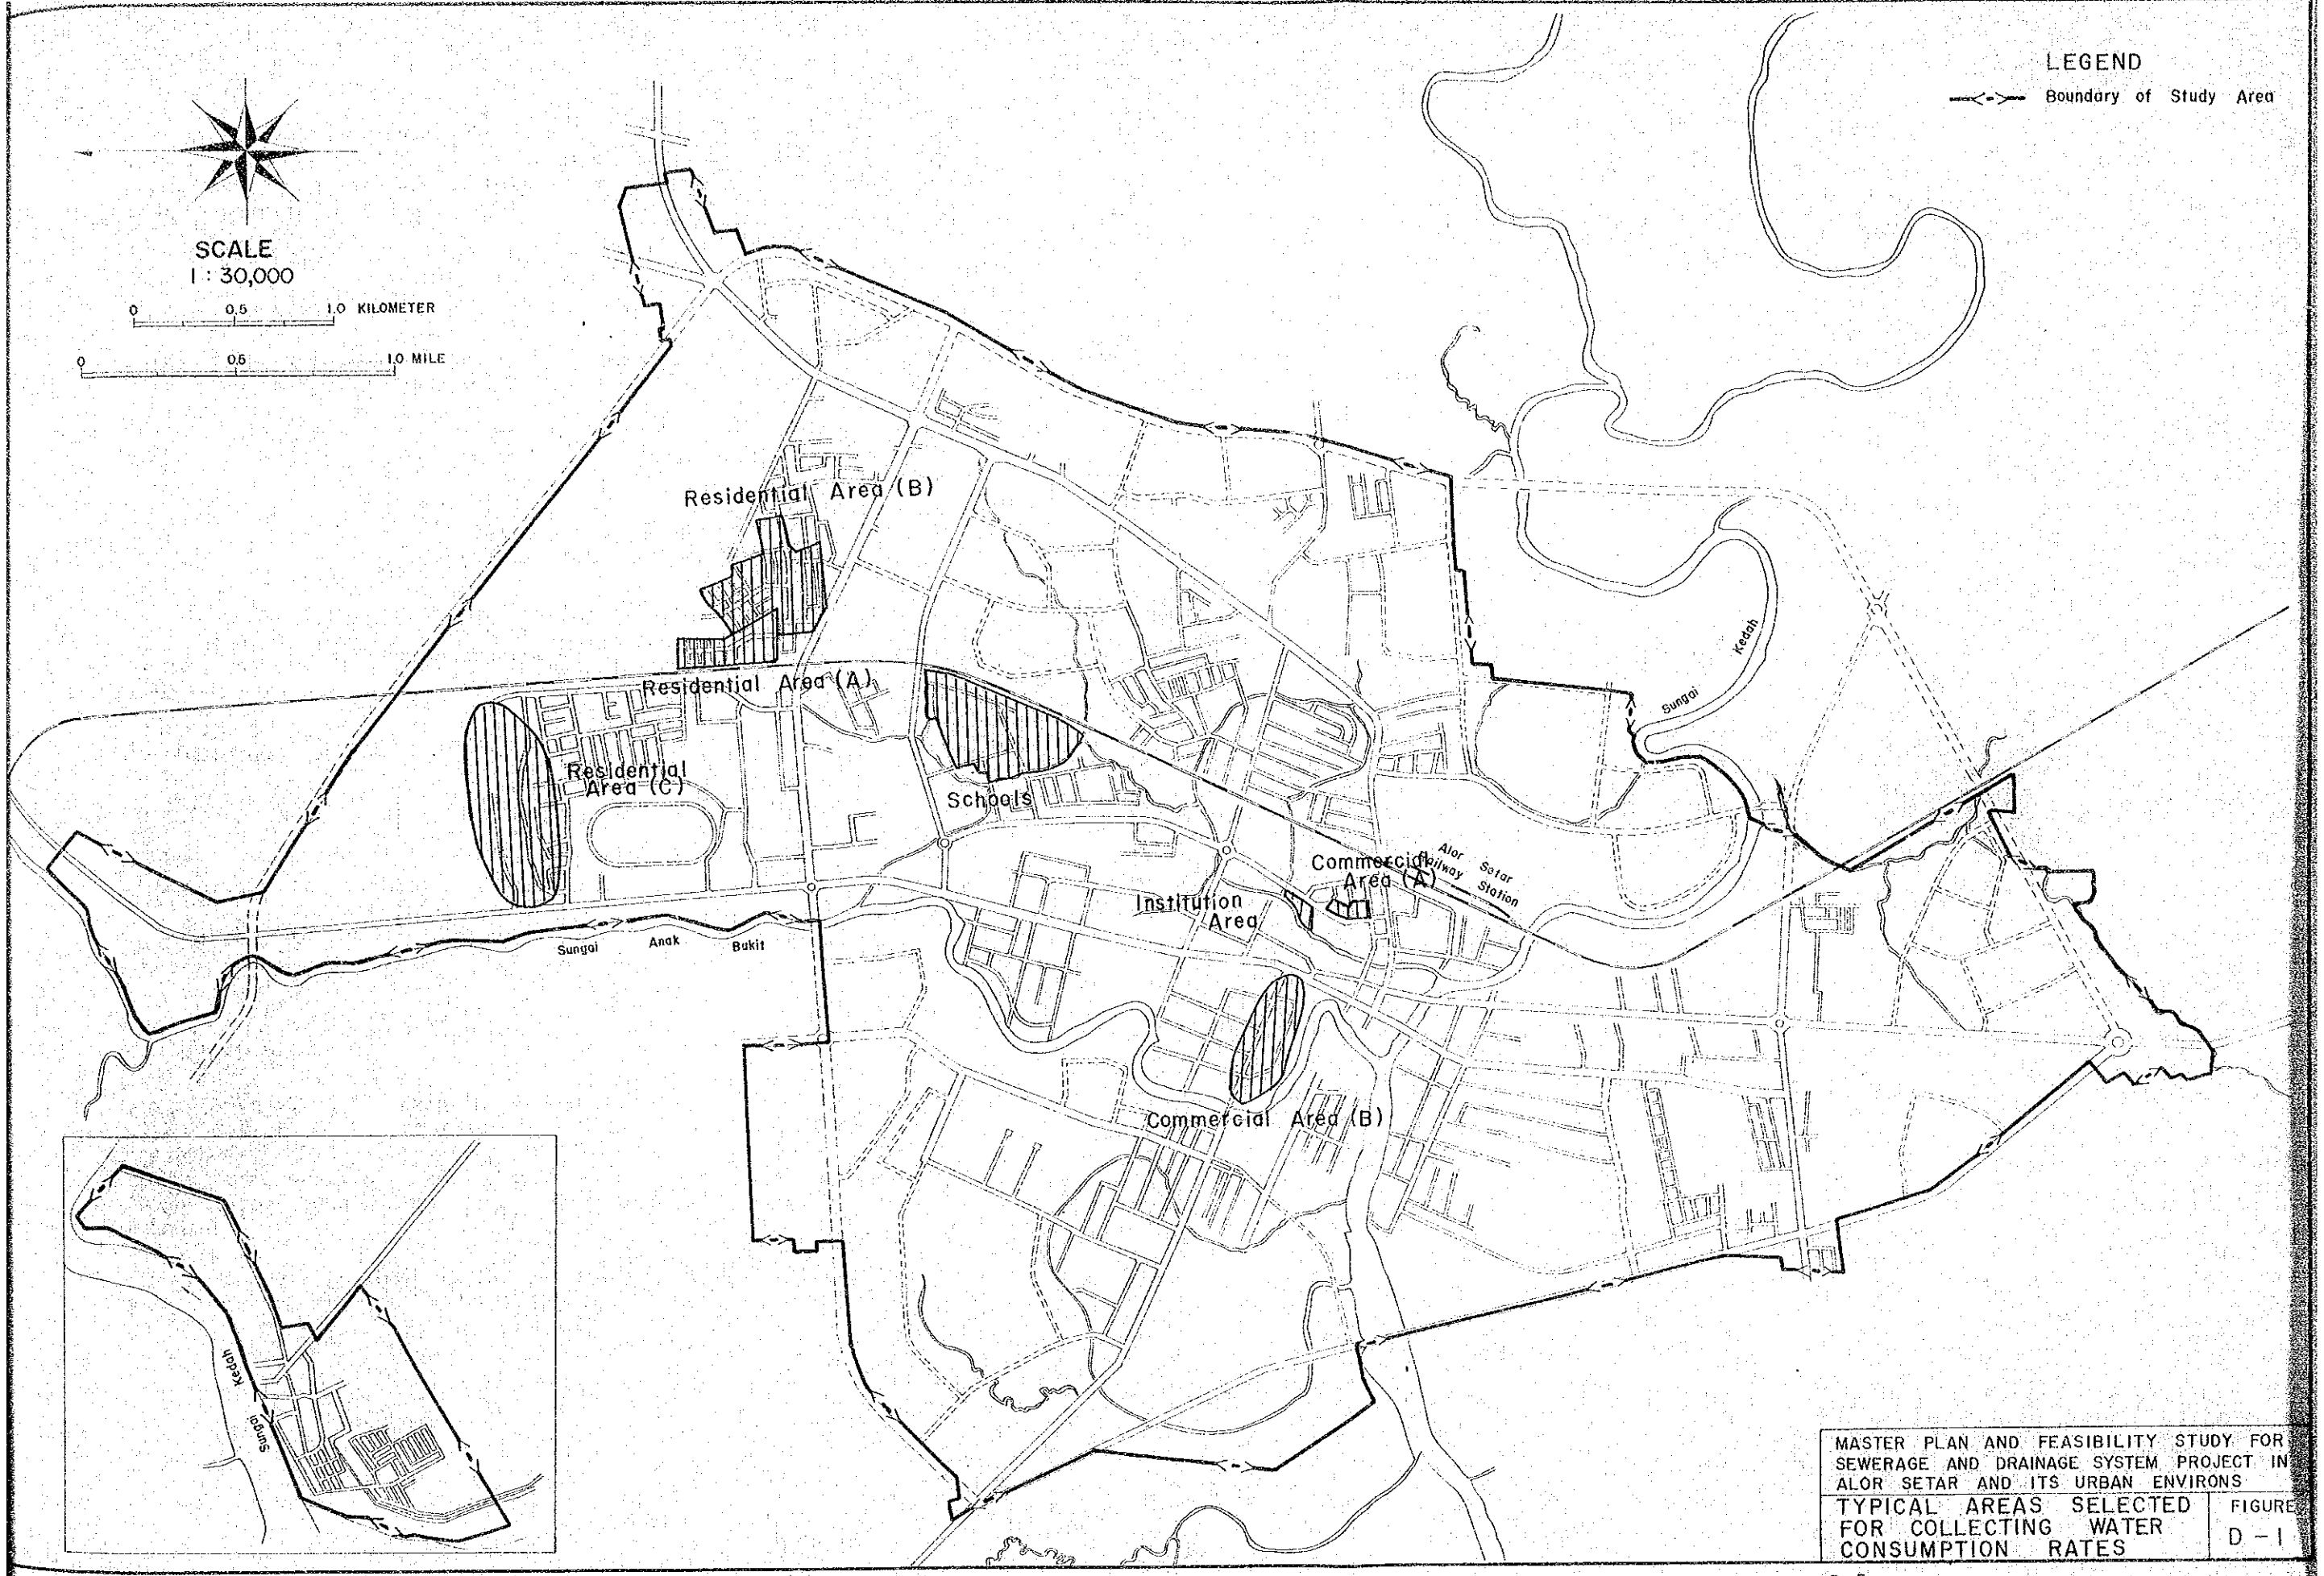 LEGEND
Boundary of Study Area
SCALE
1 : 30,000
0 0.5 1.0 KILOMETER
0 0.5 1.0 MILE
Residential Area (B)
Residential Area (A)
Residential
Area (C)
Schools
Kedah
Sungai
Commercial
Area (A)
Alor Setar
Railway Station
Institution
Area
Sungai Anak Bukit
Commercial Area (B)
Kedah
Sungai
MASTER PLAN AND FEASIBILITY STUDY FOR
SEWERAGE AND DRAINAGE SYSTEM PROJECT IN
ALOR SETAR AND ITS URBAN ENVIRONS
TYPICAL AREAS SELECTED
FOR COLLECTING WATER
CONSUMPTION RATES
FIGURE
D-1